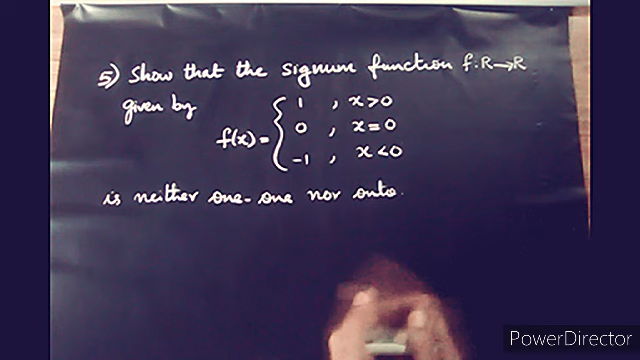 5) Show that the signum function f: R→R
given by
f(x) = { 1 , x > 0
0 , x = 0
-1 , x < 0
is neither one-one nor onto.
PowerDirector